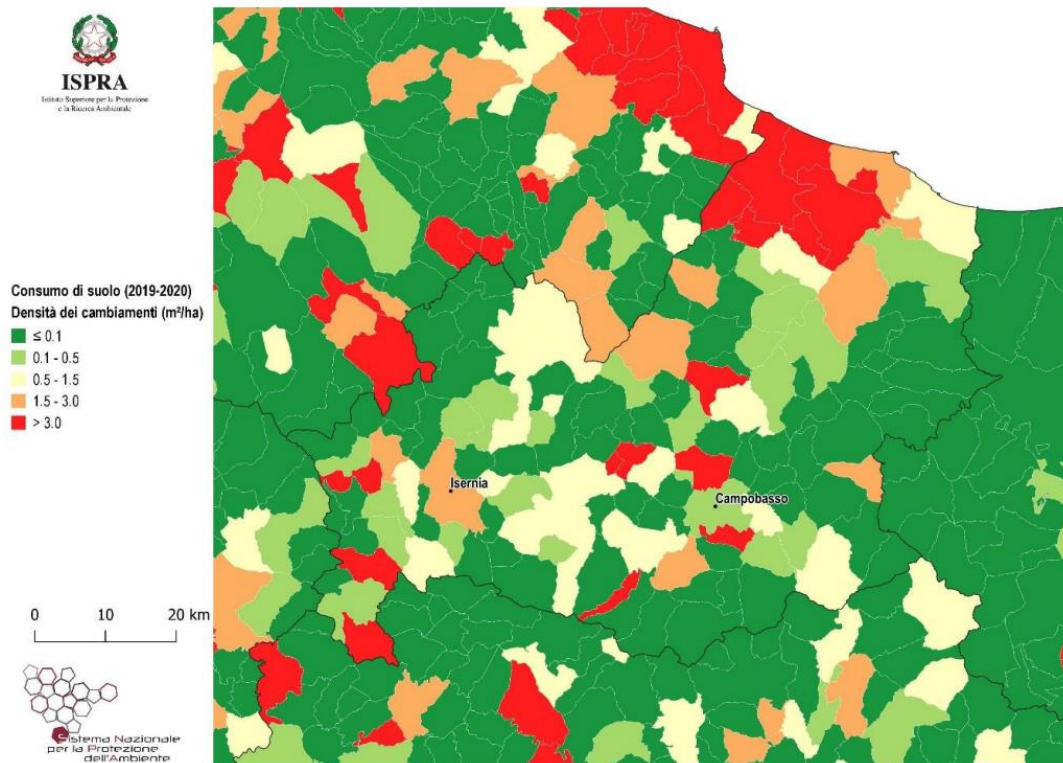 ISPRA
Istituto Superiore per la Protezione
e la Ricerca Ambientale
Consumo di suolo (2019-2020)
Densità dei cambiamenti (m²/ha)
≤ 0.1
0.1 - 0.5
0.5 - 1.5
1.5 - 3.0
> 3.0
Isernia
Campobasso
0 10 20 km
Sistema Nazionale
per la Protezione
dell'Ambiente